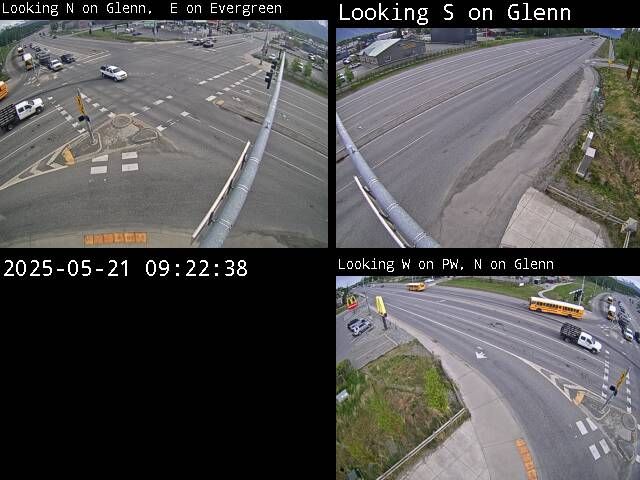 Looking N on Glenn, E on Evergreen
Looking S on Glenn
2025-05-21 09:22:38
Looking W on PW, N on Glenn